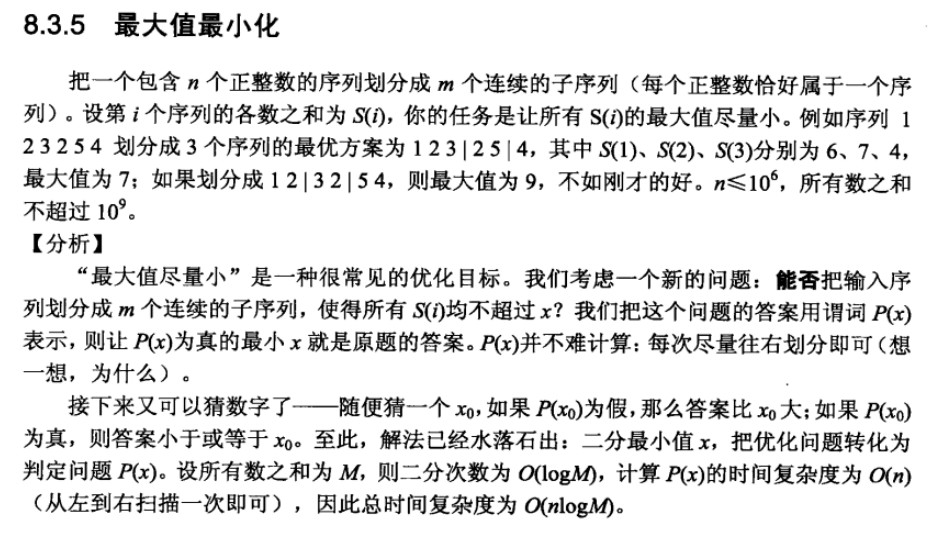 8.3.5 最大值最小化
把一个包含 n 个正整数的序列划分成 m 个连续的子序列（每个正整数恰好属于一个序
列）。设第 i 个序列的各数之和为 S(i)，你的任务是让所有 S(i)的最大值尽量小。例如序列 1
2 3 2 5 4 划分成 3 个序列的最优方案为 1 2 3 | 2 5 | 4，其中 S(1)、S(2)、S(3)分别为 6、7、4，
最大值为 7；如果划分成 1 2 | 3 2 | 5 4，则最大值为 9，不如刚才的好。n≤10⁶，所有数之和
不超过 10⁹。
【分析】
“最大值尽量小”是一种很常见的优化目标。我们考虑一个新的问题：能否把输入序
列划分成 m 个连续的子序列，使得所有 S(i)均不超过 x？我们把这个问题的答案用谓词 P(x)
表示，则让 P(x)为真的最小 x 就是原题的答案。P(x)并不难计算：每次尽量往右划分即可（想
一想，为什么）。
接下来又可以猜数字了——随便猜一个 x₀，如果 P(x₀)为假，那么答案比 x₀ 大；如果 P(x₀)
为真，则答案小于或等于 x₀。至此，解法已经水落石出：二分最小值 x，把优化问题转化为
判定问题 P(x)。设所有数之和为 M，则二分次数为 O(logM)，计算 P(x)的时间复杂度为 O(n)
（从左到右扫描一次即可），因此总时间复杂度为 O(nlogM)。